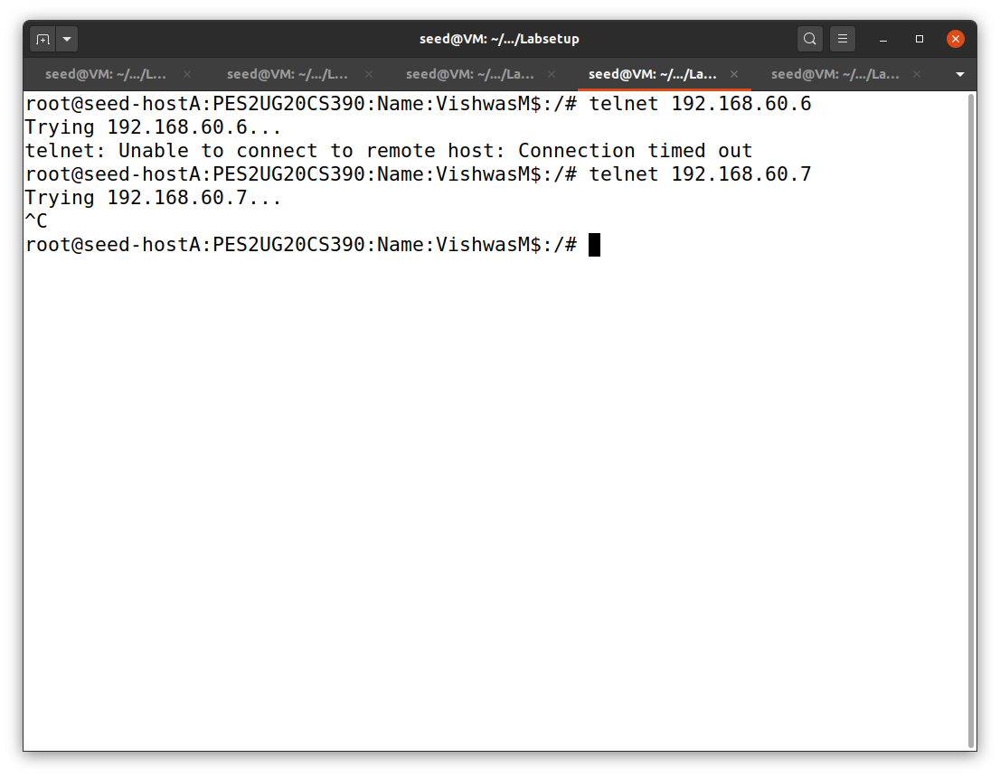 seed@VM: ~/.../Labsetup
seed@VM: ~/.../L... seed@VM: ~/.../L... seed@VM: ~/.../La... seed@VM: ~/.../La... seed@VM: ~/.../La...
root@seed-hostA:PES2UG20CS390:Name:VishwasM$:/# telnet 192.168.60.6
Trying 192.168.60.6...
telnet: Unable to connect to remote host: Connection timed out
root@seed-hostA:PES2UG20CS390:Name:VishwasM$:/# telnet 192.168.60.7
Trying 192.168.60.7...
^C
root@seed-hostA:PES2UG20CS390:Name:VishwasM$:/#